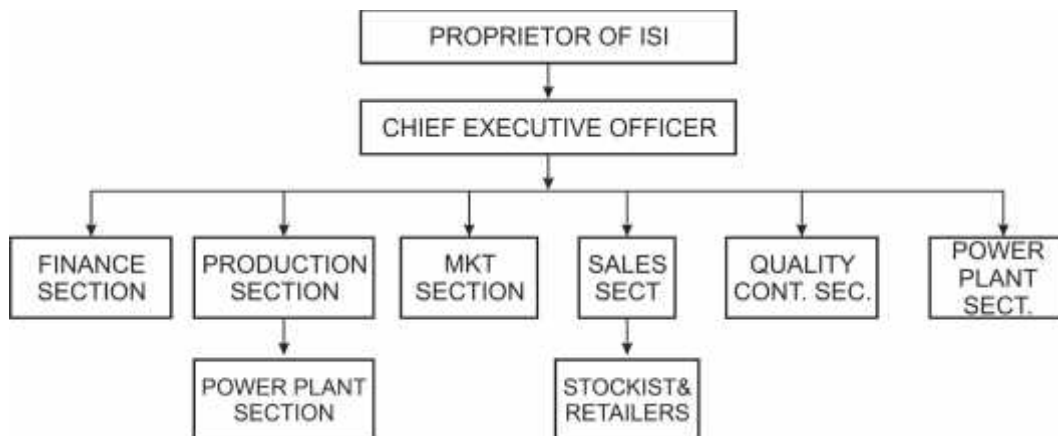 PROPRIETOR OF ISI
CHIEF EXECUTIVE OFFICER
FINANCE
SECTION
PRODUCTION
SECTION
MKT
SECTION
SALES
SECT
QUALITY
CONT. SEC.
POWER
PLANT
SECT.
POWER PLANT
SECTION
STOCKIST&
RETAILERS